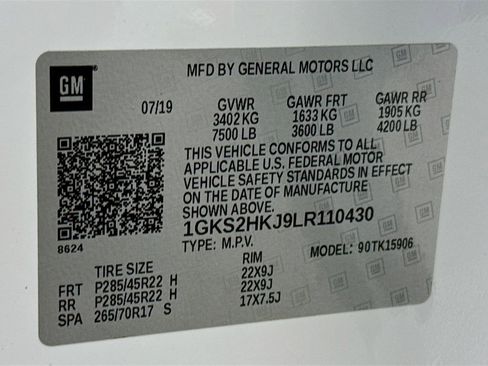 GM
MFD BY GENERAL MOTORS LLC
07/19 GVWR GAWR FRT GAWR RR
3402 KG 1633 KG 1905 KG
7500 LB 3600 LB 4200 LB
THIS VEHICLE CONFORMS TO ALL
APPLICABLE U.S. FEDERAL MOTOR
VEHICLE SAFETY STANDARDS IN EFFECT
ON THE DATE OF MANUFACTURE
SHOWN ABOVE.
1GKS2HKJ9LR110430
8624
TYPE: M.P.V. MODEL: 90TK15906
TIRE SIZE RIM
FRT P285/45R22 H 22X9J
RR P285/45R22 H 22X9J
SPA 265/70R17 S 17X7.5J